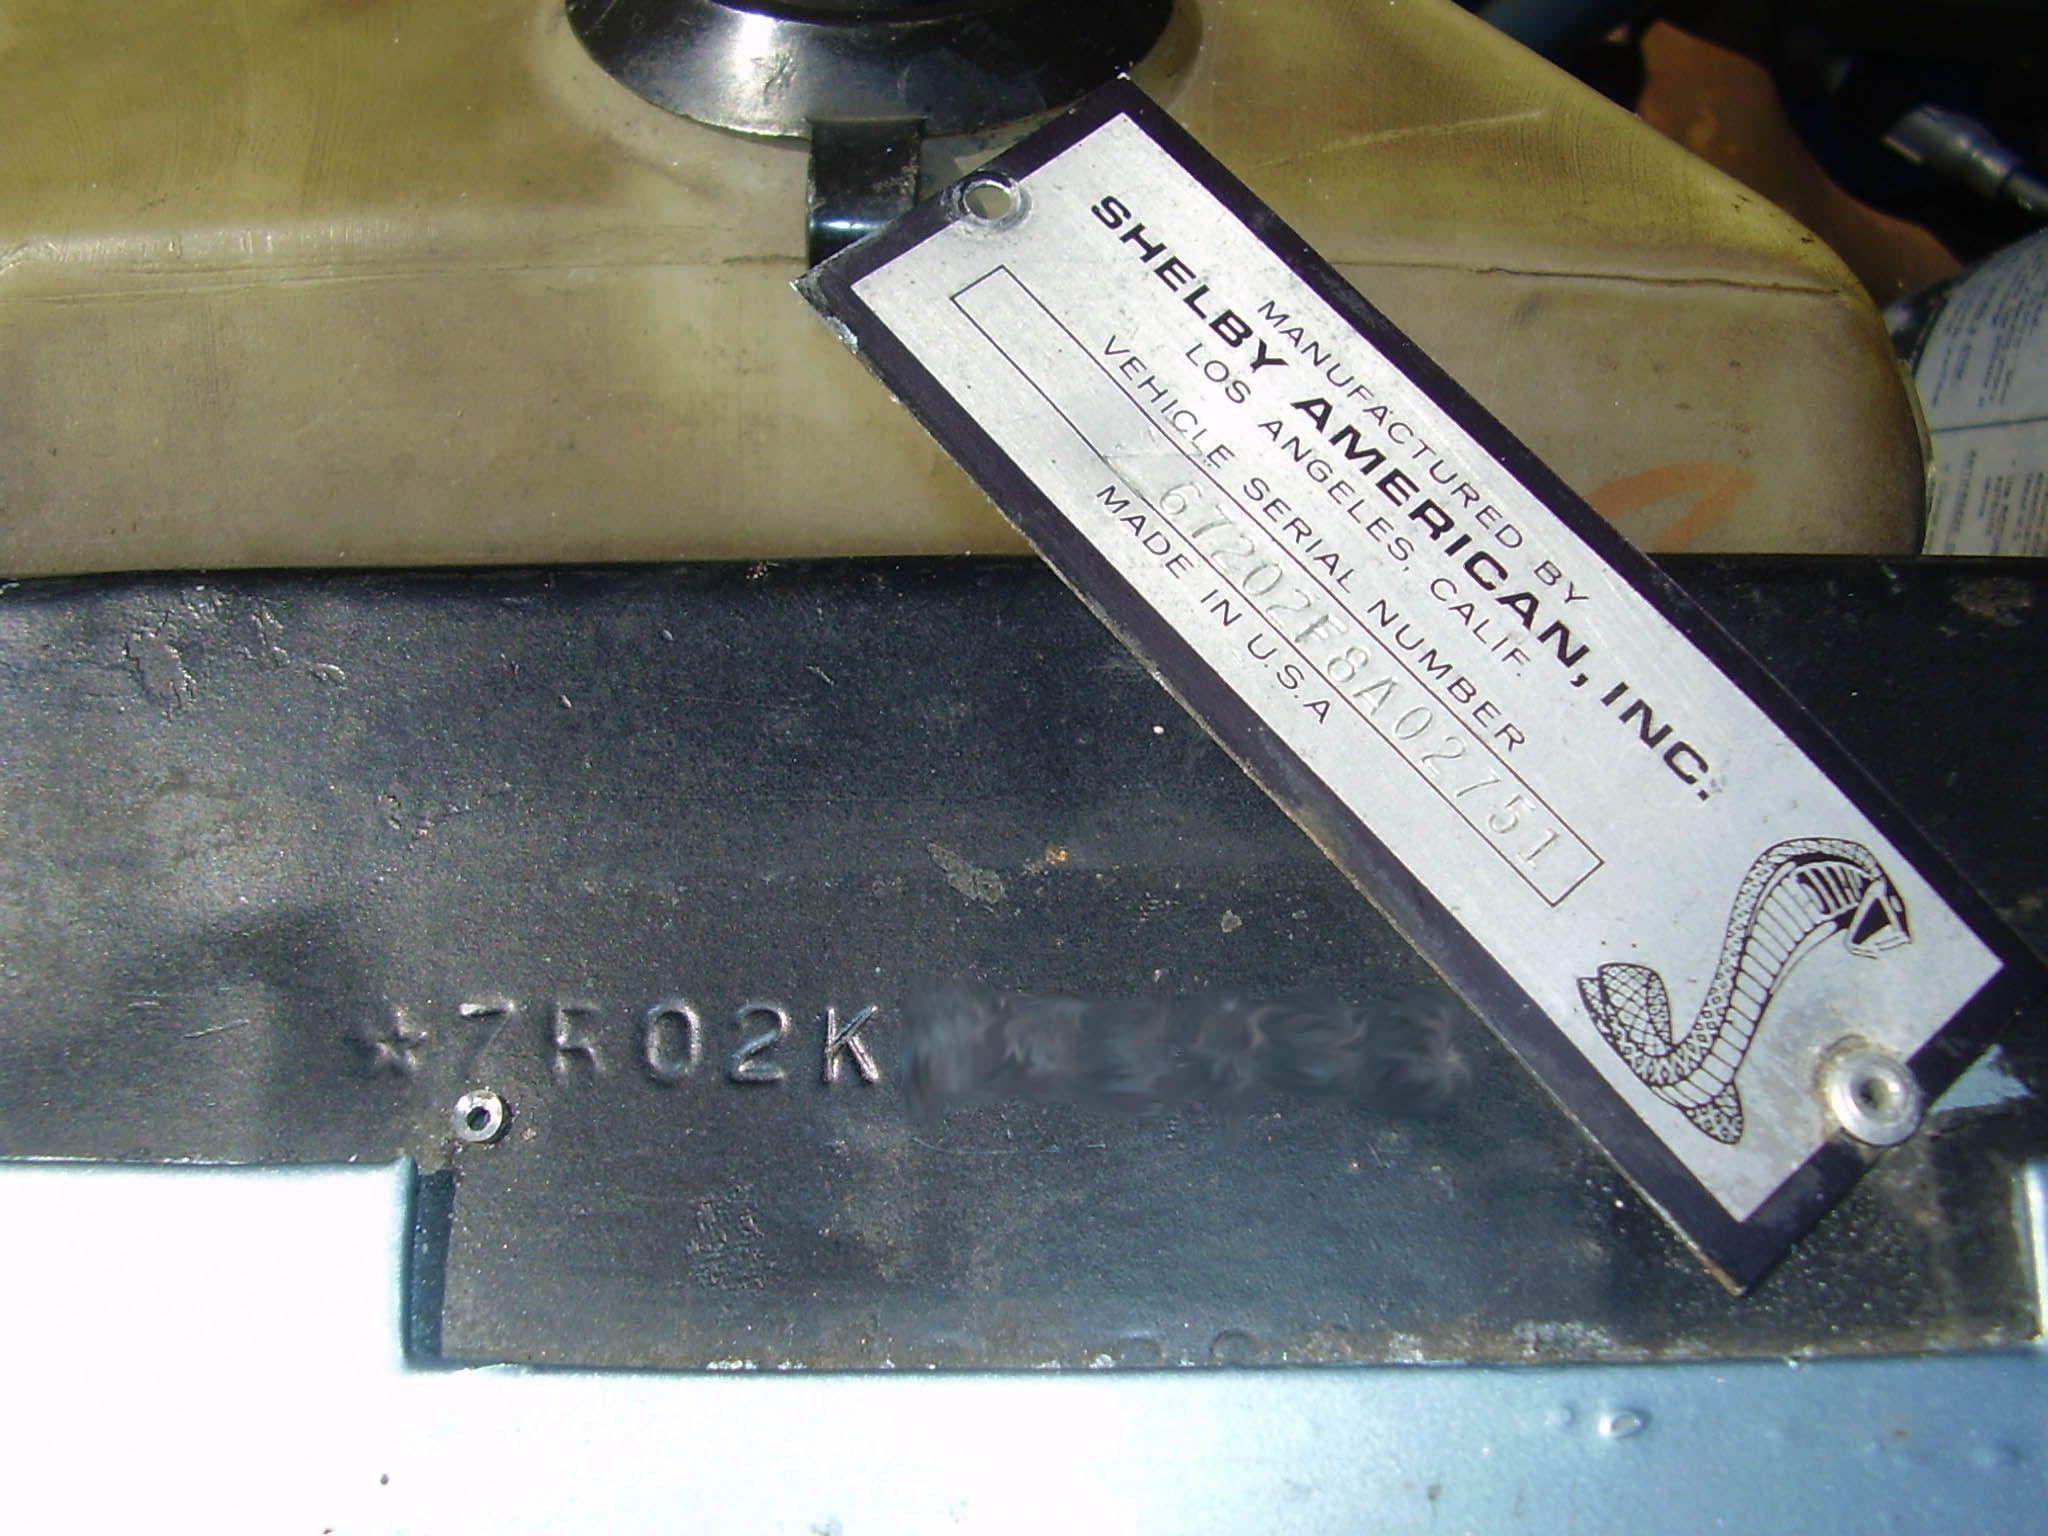 MANUFACTURED BY
SHELBY AMERICAN, INC.
LOS ANGELES, CALIF.
VEHICLE SERIAL NUMBER
67202F8A02751
MADE IN U.S.A
★7R02K